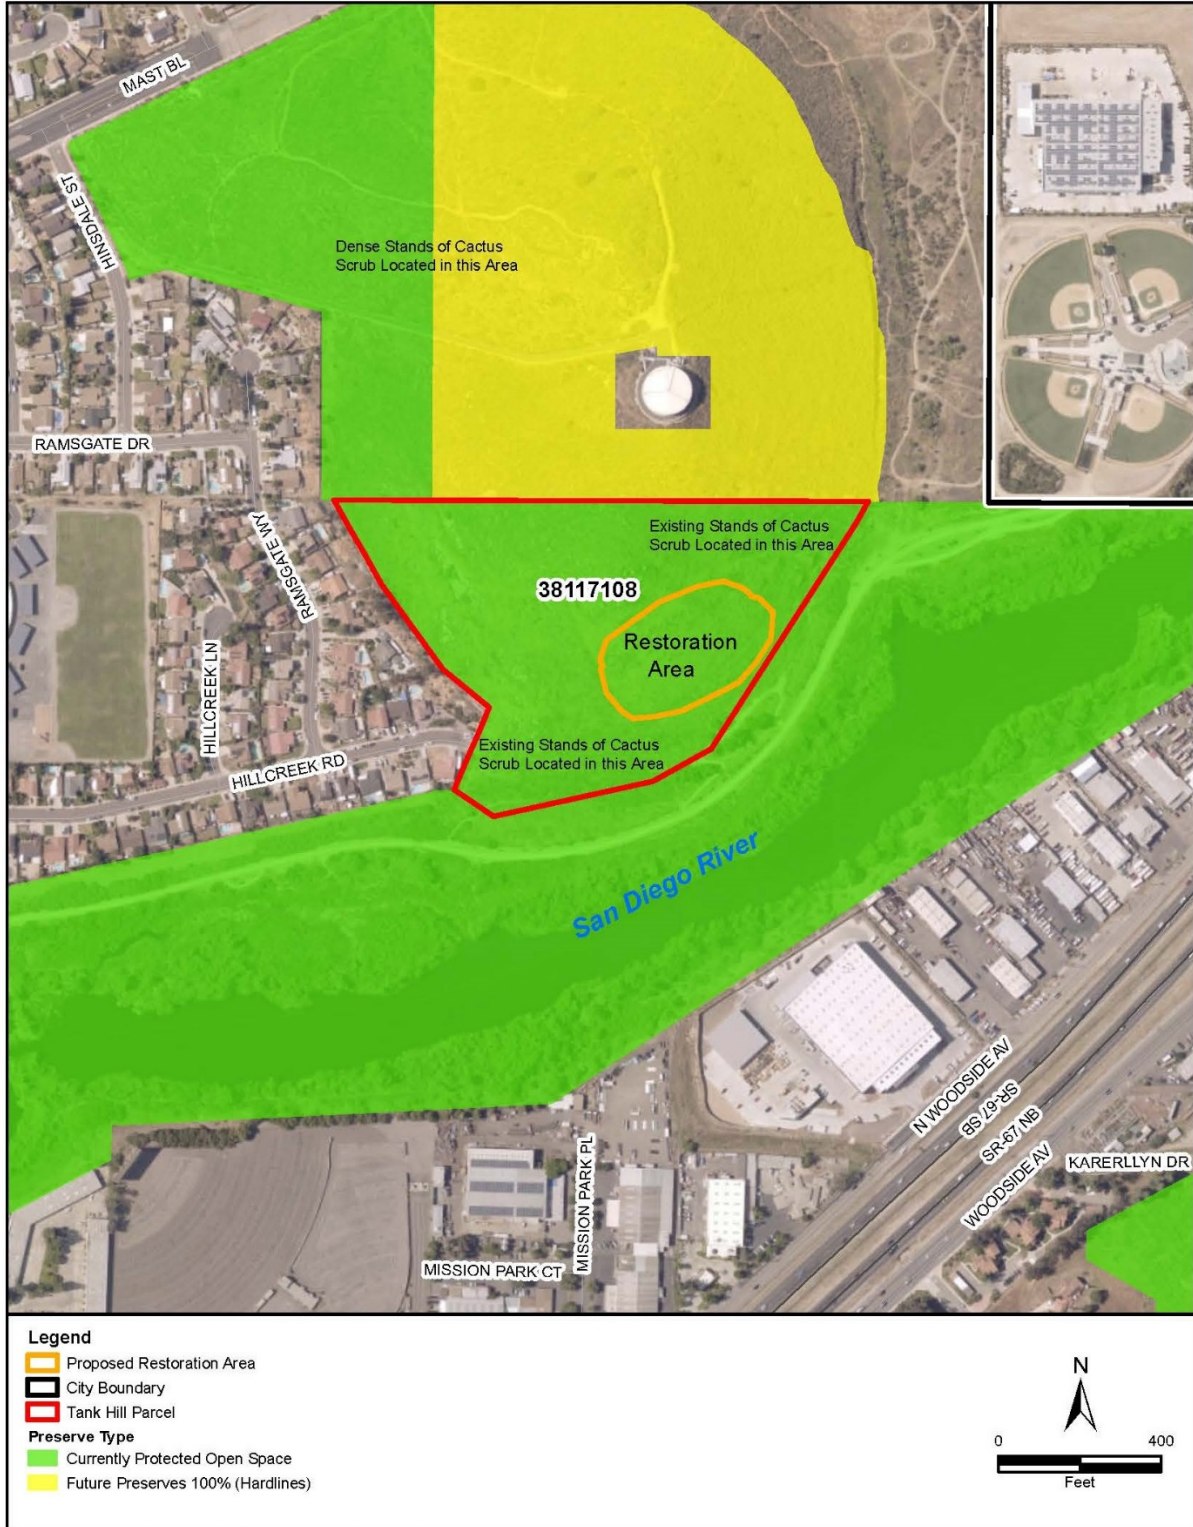 MAST BL
HINSDALE ST
Dense Stands of Cactus
Scrub Located in this Area
RAMSGATE DR
RAMSGATE WY
Existing Stands of Cactus
Scrub Located in this Area
38117108
Restoration
Area
HILLCREEK LN
Existing Stands of Cactus
Scrub Located in this Area
HILLCREEK RD
San Diego River
N WOODSIDE AV
SR-67 SB
SR-67 NB
WOODSIDE AV
KARERLLYN DR
MISSION PARK PL
MISSION PARK CT
Legend
Proposed Restoration Area
City Boundary
Tank Hill Parcel
Preserve Type
Currently Protected Open Space
Future Preserves 100% (Hardlines)
N
0 400
Feet